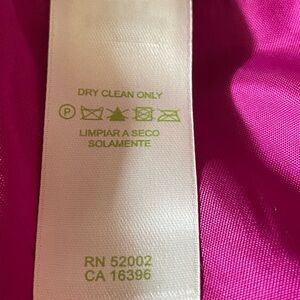 DRY CLEAN ONLY
P
LIMPIAR A SECO
SOLAMENTE
RN 52002
CA 16396